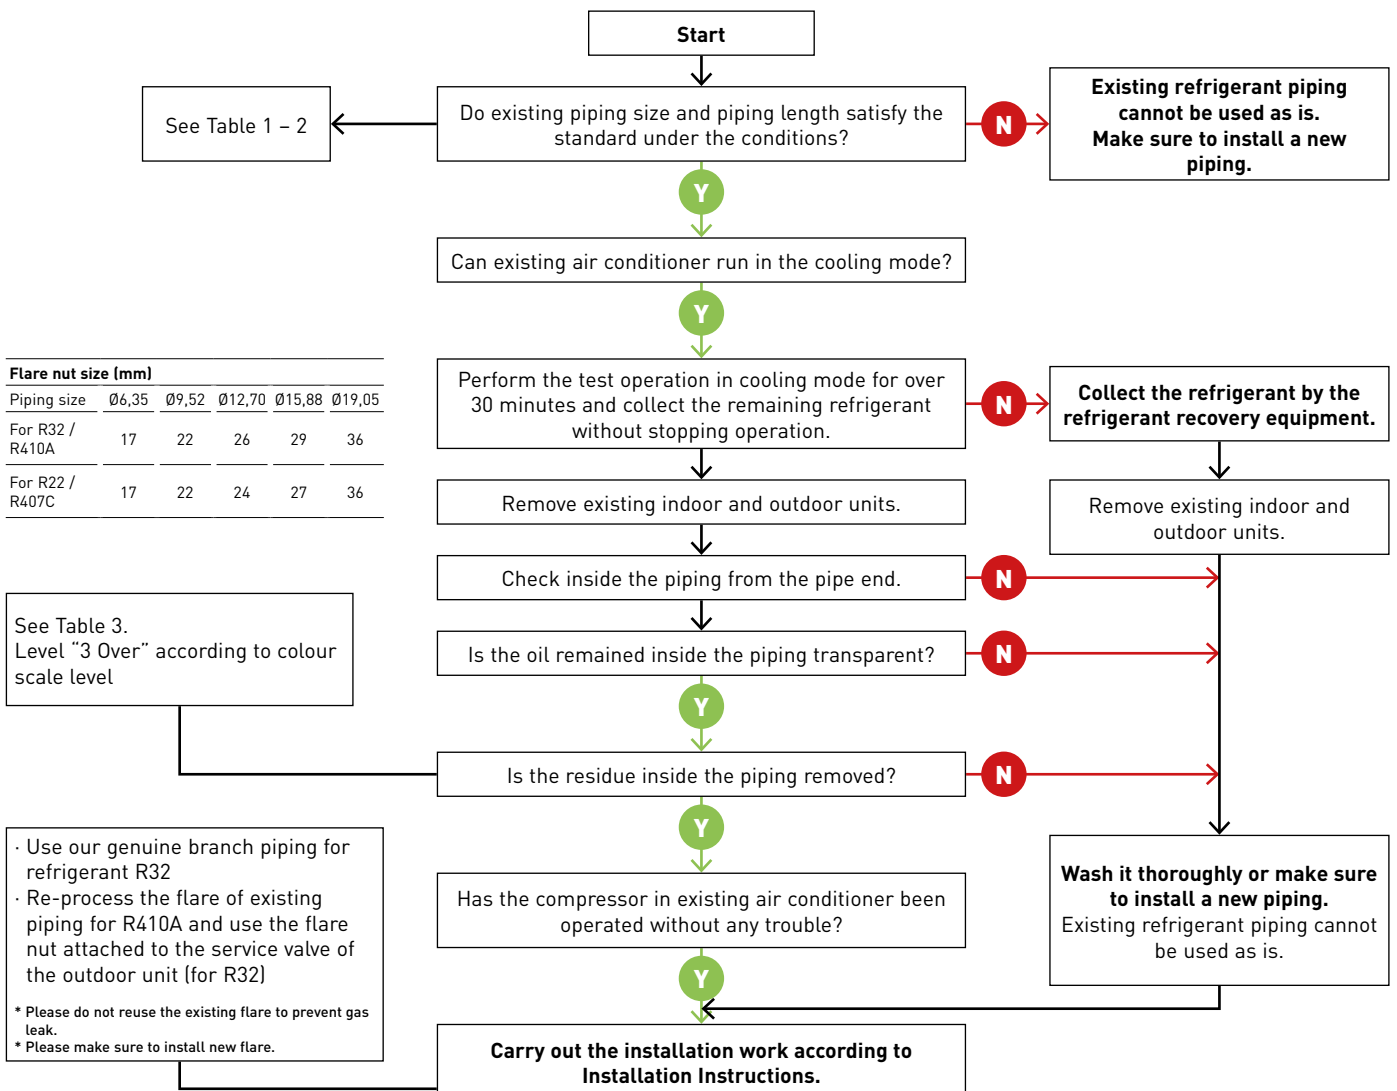 Start
See Table 1 – 2
Do existing piping size and piping length satisfy the
standard under the conditions?
N
Existing refrigerant piping
cannot be used as is.
Make sure to install a new
piping.
Y
Can existing air conditioner run in the cooling mode?
Y
Flare nut size (mm)
Piping size Ø6,35 Ø9,52 Ø12,70 Ø15,88 Ø19,05
For R32 /
R410A 17 22 26 29 36
For R22 /
R407C 17 22 24 27 36
Perform the test operation in cooling mode for over
30 minutes and collect the remaining refrigerant
without stopping operation.
N
Collect the refrigerant by the
refrigerant recovery equipment.
Remove existing indoor and outdoor units.
Remove existing indoor and
outdoor units.
Check inside the piping from the pipe end.
N
See Table 3.
Level “3 Over” according to colour
scale level
Is the oil remained inside the piping transparent?
N
Y
Is the residue inside the piping removed?
N
Y
· Use our genuine branch piping for
refrigerant R32
· Re-process the flare of existing
piping for R410A and use the flare
nut attached to the service valve of
the outdoor unit (for R32)
* Please do not reuse the existing flare to prevent gas
leak.
* Please make sure to install new flare.
Has the compressor in existing air conditioner been
operated without any trouble?
Wash it thoroughly or make sure
to install a new piping.
Existing refrigerant piping cannot
be used as is.
Y
Carry out the installation work according to
Installation Instructions.